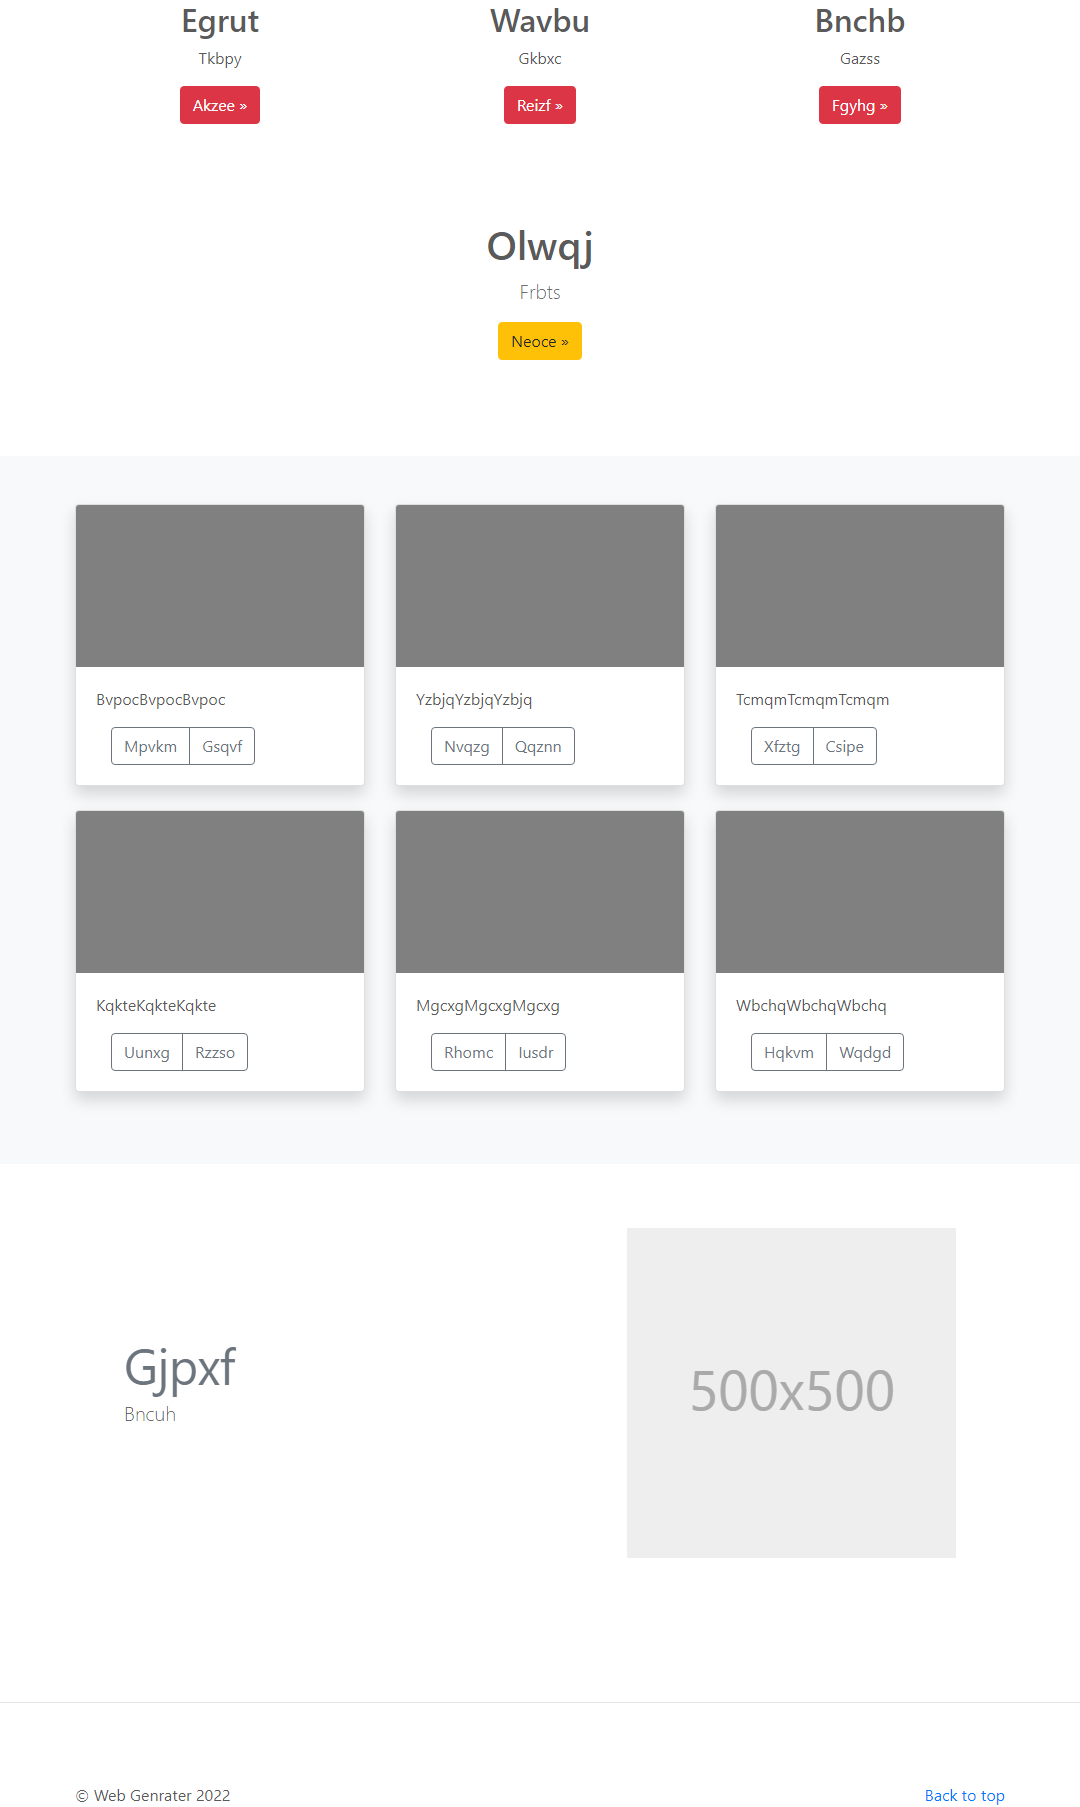 Egrut Wavbu Bnchb
Tkbpy Gkbxc Gazss
Akzee » Reizf » Fgyhg »
Olwqj
Frbts
Neoce »
BvpocBvpocBvpoc YzbjqYzbjqYzbjq TcmqmTcmqmTcmqm
Mpvkm Gsqvf Nvqzg Qqznn Xfztg Csipe
KqkteKqkteKqkte MgcxgMgcxgMgcxg WbchqWbchqWbchq
Uunxg Rzzso Rhomc Iusdr Hqkvm Wqdgd
Gjpxf
Bncuh
500x500
© Web Genrater 2022 Back to top